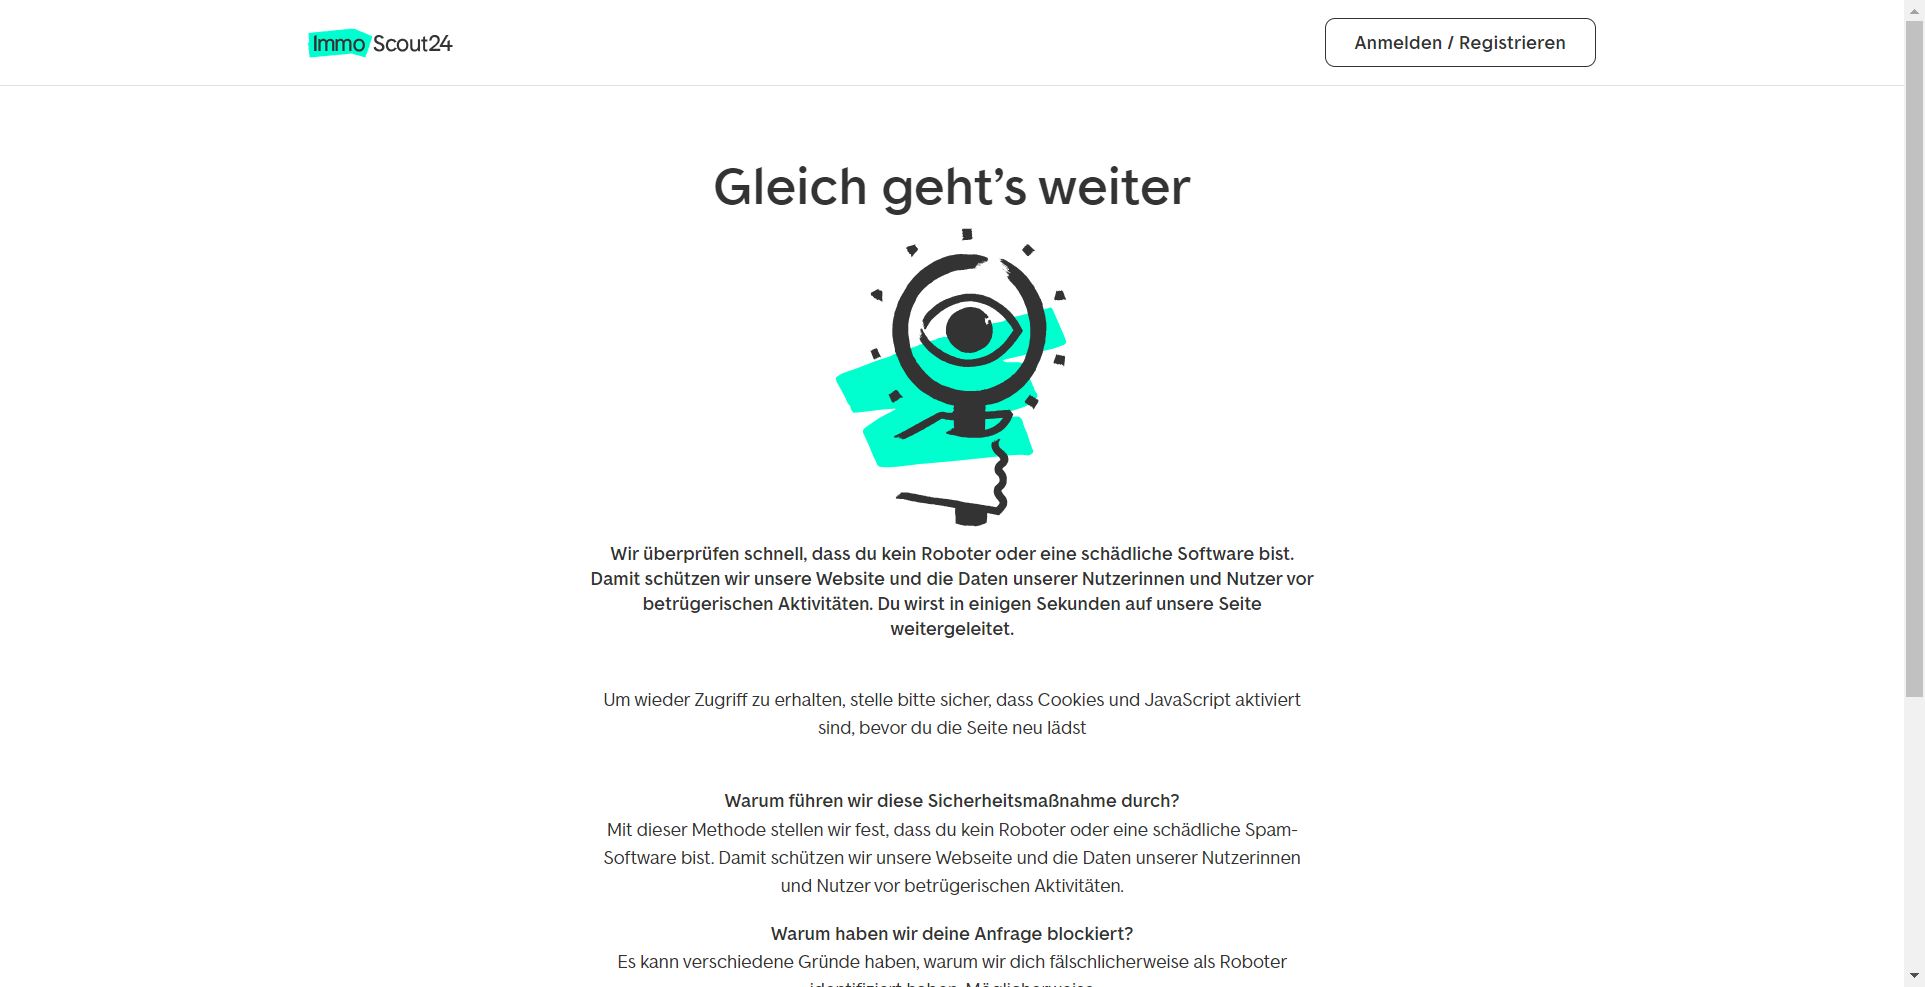 ImmoScout24
Anmelden / Registrieren
Gleich geht’s weiter
Wir überprüfen schnell, dass du kein Roboter oder eine schädliche Software bist.
Damit schützen wir unsere Website und die Daten unserer Nutzerinnen und Nutzer vor
betrügerischen Aktivitäten. Du wirst in einigen Sekunden auf unsere Seite
weitergeleitet.
Um wieder Zugriff zu erhalten, stelle bitte sicher, dass Cookies und JavaScript aktiviert
sind, bevor du die Seite neu lädst
Warum führen wir diese Sicherheitsmaßnahme durch?
Mit dieser Methode stellen wir fest, dass du kein Roboter oder eine schädliche Spam-
Software bist. Damit schützen wir unsere Webseite und die Daten unserer Nutzerinnen
und Nutzer vor betrügerischen Aktivitäten.
Warum haben wir deine Anfrage blockiert?
Es kann verschiedene Gründe haben, warum wir dich fälschlicherweise als Roboter
identifiziert haben. Möglicherweise